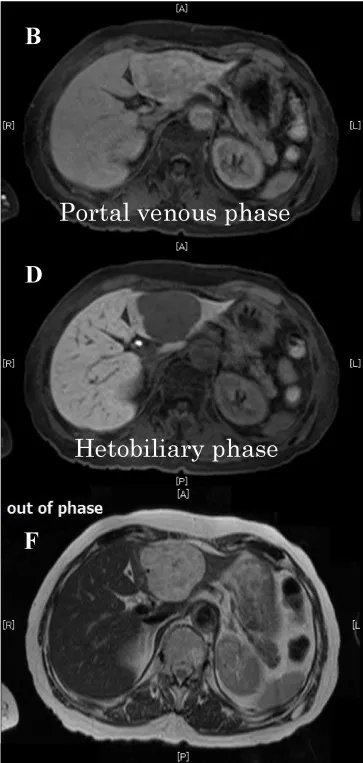 [A]
B
[R]
[L]
Portal venous phase
[A]
D
[R]
[L]
Hetobiliary phase
[P]
[A]
out of phase
F
[R]
[L
[P]